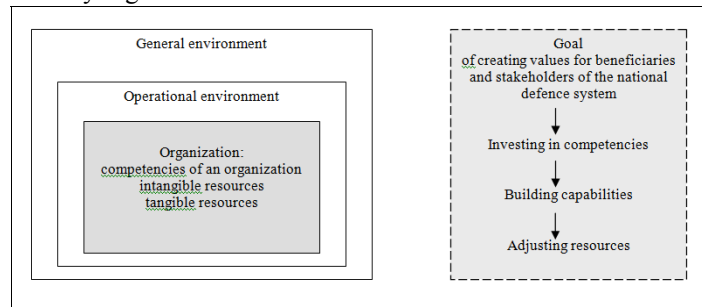 General environment
Operational environment
Organization:
competencies of an organization
intangible resources
tangible resources
Goal
of creating values for beneficiaries
and stakeholders of the national
defence system
Investing in competencies
Building capabilities
Adjusting resources